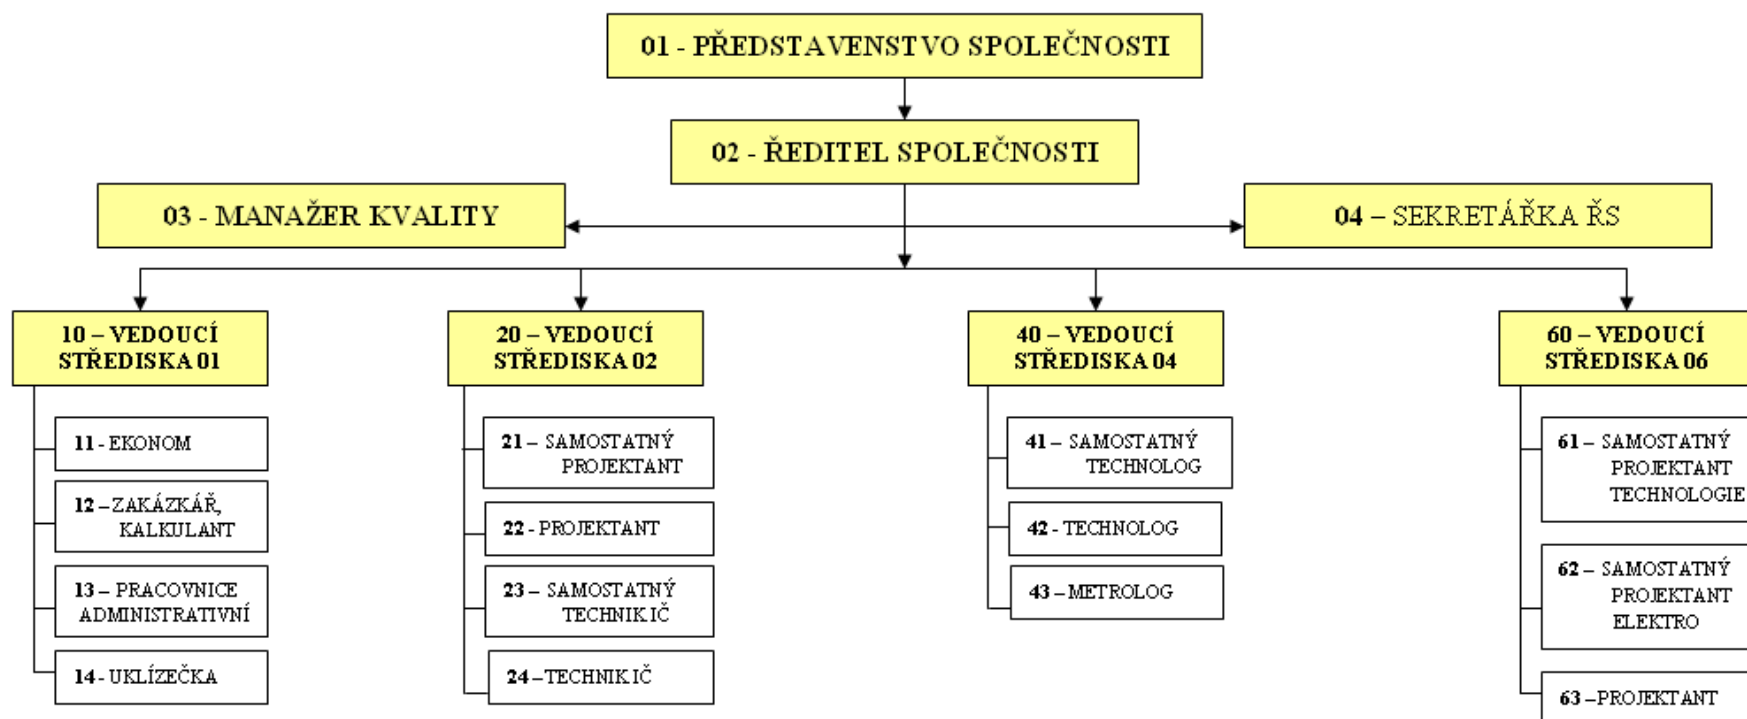 01 - PŘEDSTAVENSTVO SPOLEČNOSTI
02 - ŘEDITEL SPOLEČNOSTI
03 - MANAŽER KVALITY
04 – SEKRETÁŘKA ŘS
10 – VEDOUCÍ
STŘEDISKA 01
11 - EKONOM
12 – ZAKÁZKÁŘ,
KALKULANT
13 – PRACOVNICE
ADMINISTRATIVNÍ
14 - UKLÍZEČKA
20 – VEDOUCÍ
STŘEDISKA 02
21 – SAMOSTATNÝ
PROJEKTANT
22 - PROJEKTANT
23 – SAMOSTATNÝ
TECHNIK IČ
24 – TECHNIK IČ
40 – VEDOUCÍ
STŘEDISKA 04
41 – SAMOSTATNÝ
TECHNOLOG
42 - TECHNOLOG
43 – METROLOG
60 – VEDOUCÍ
STŘEDISKA 06
61 – SAMOSTATNÝ
PROJEKTANT
TECHNOLOGIE
62 – SAMOSTATNÝ
PROJEKTANT
ELEKTRO
63 – PROJEKTANT